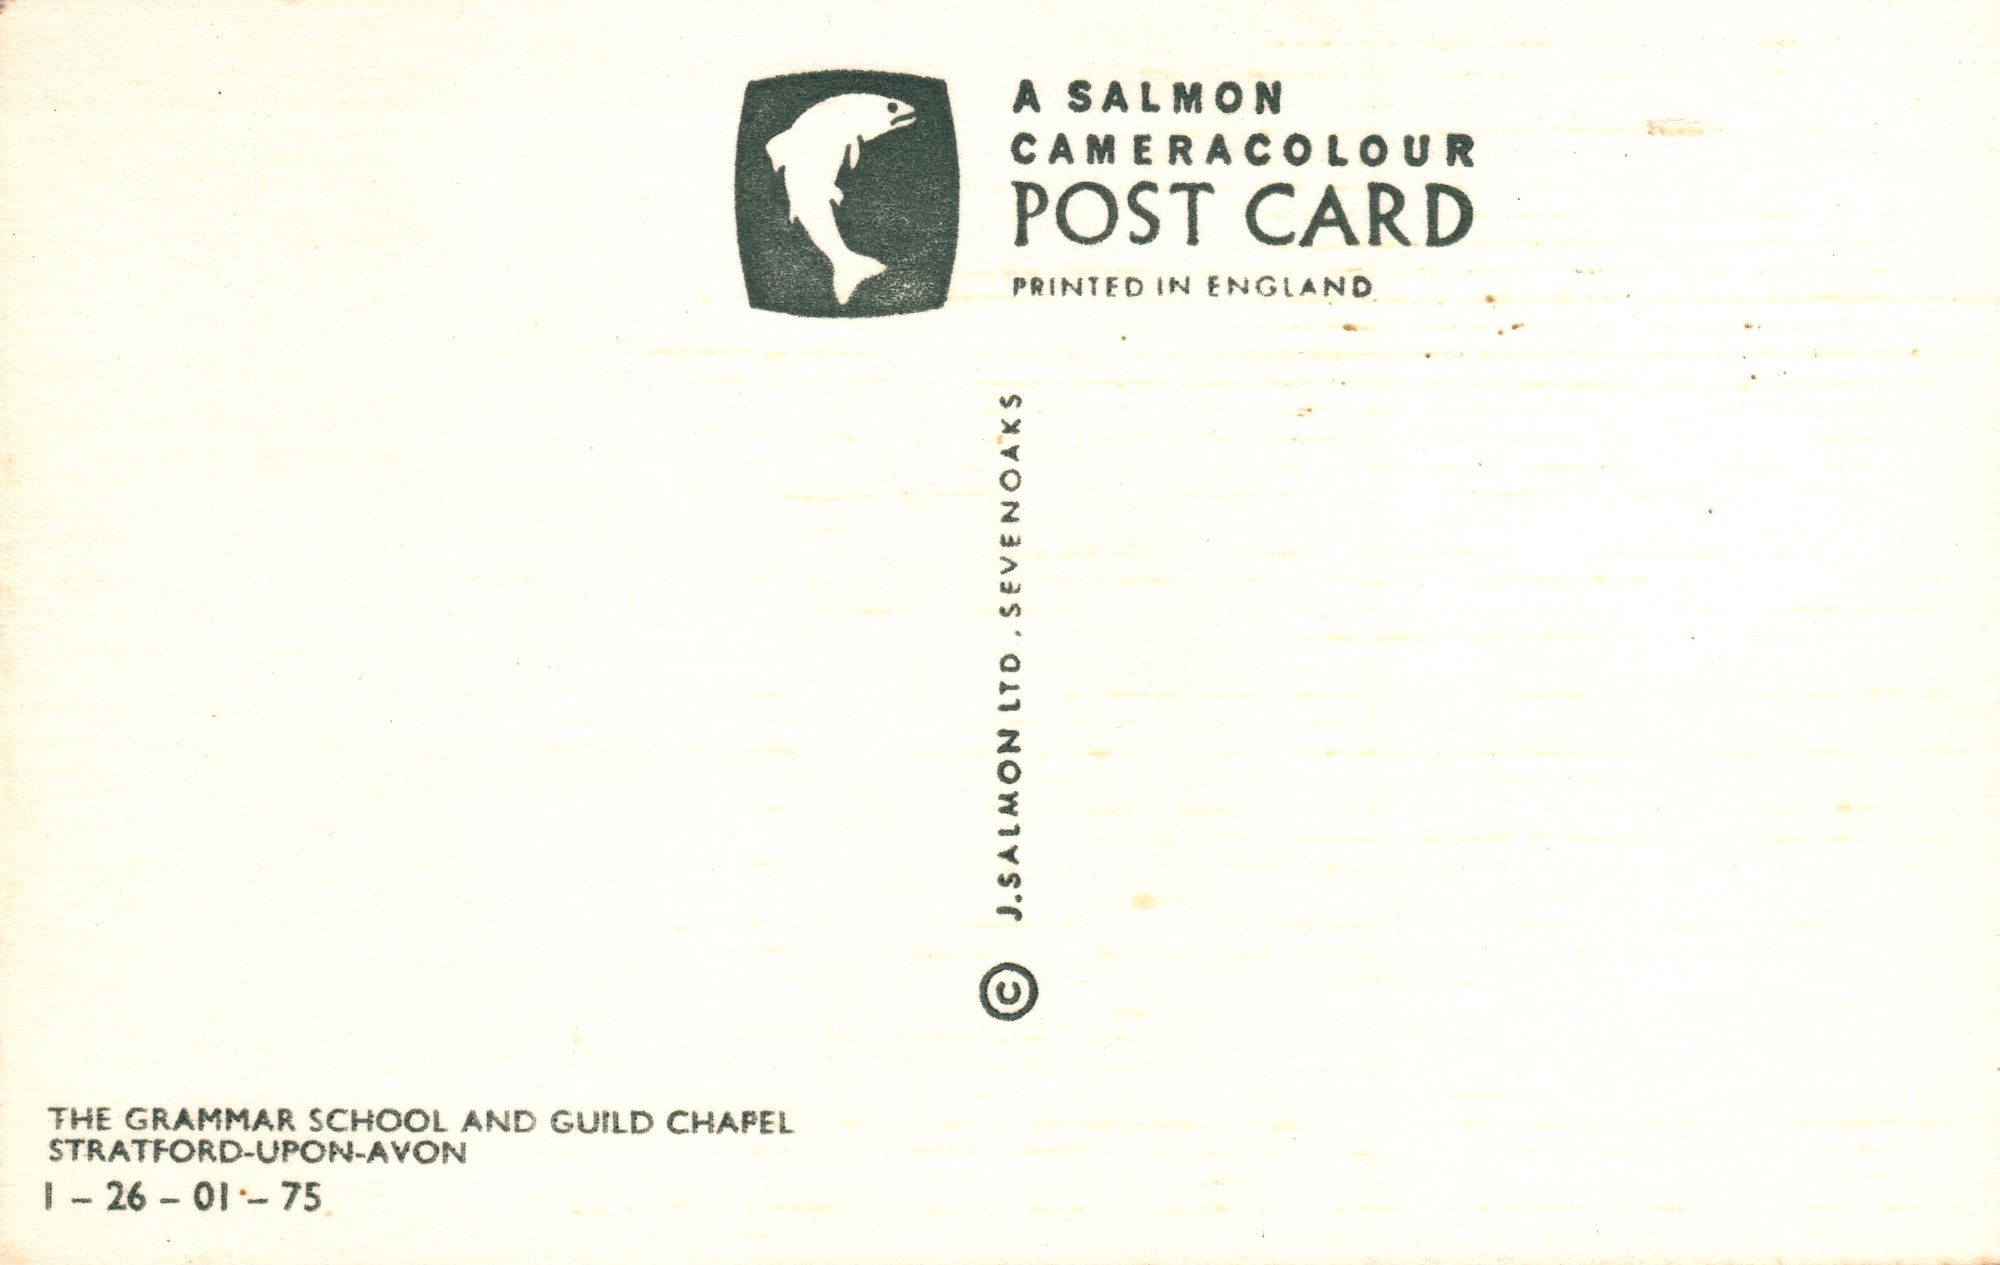 A SALMON
CAMERACOLOUR
POST CARD
PRINTED IN ENGLAND
© J. SALMON LTD., SEVENOAKS
THE GRAMMAR SCHOOL AND GUILD CHAPEL
STRATFORD-UPON-AVON
1 – 26 – 01 – 75